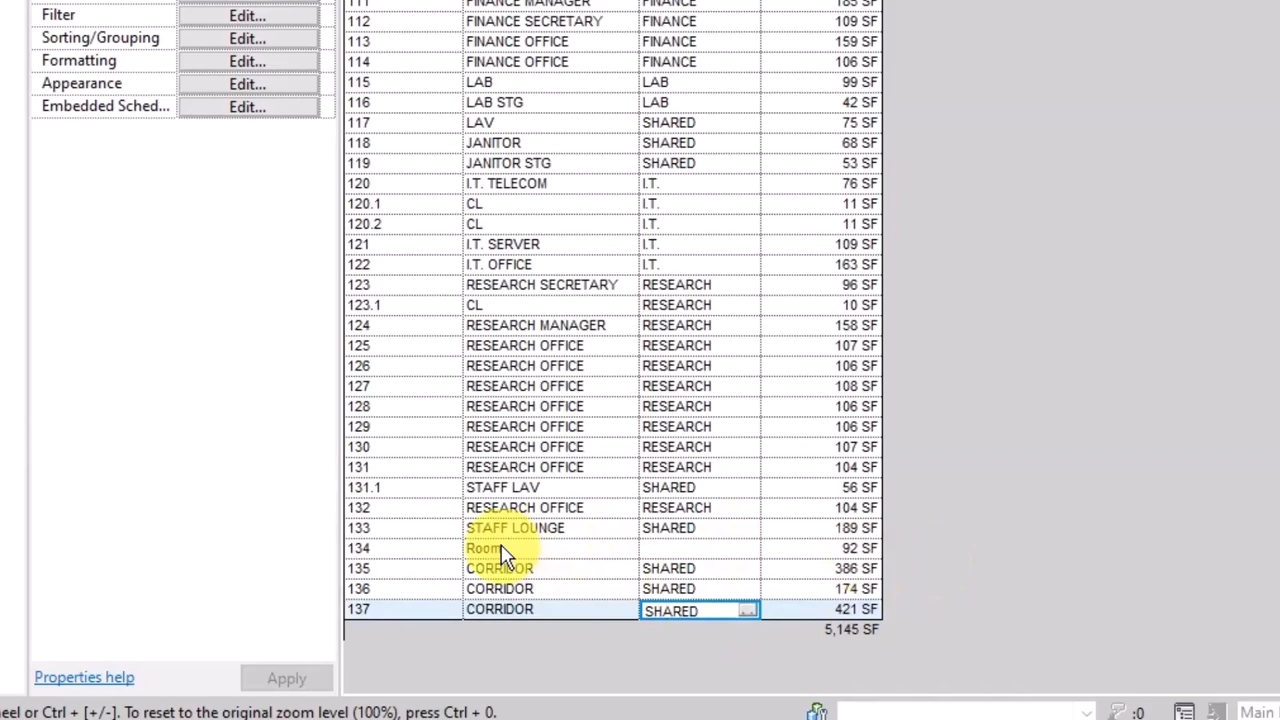 Filter Edit...
Sorting/Grouping Edit...
Formatting Edit...
Appearance Edit...
Embedded Sched... Edit...
111 FINANCE MANAGER FINANCE 185 SF
112 FINANCE SECRETARY FINANCE 109 SF
113 FINANCE OFFICE FINANCE 159 SF
114 FINANCE OFFICE FINANCE 106 SF
115 LAB LAB 99 SF
116 LAB STG LAB 42 SF
117 LAV SHARED 75 SF
118 JANITOR SHARED 68 SF
119 JANITOR STG SHARED 53 SF
120 I.T. TELECOM I.T. 76 SF
120.1 CL I.T. 11 SF
120.2 CL I.T. 11 SF
121 I.T. SERVER I.T. 109 SF
122 I.T. OFFICE I.T. 163 SF
123 RESEARCH SECRETARY RESEARCH 96 SF
123.1 CL RESEARCH 10 SF
124 RESEARCH MANAGER RESEARCH 158 SF
125 RESEARCH OFFICE RESEARCH 107 SF
126 RESEARCH OFFICE RESEARCH 106 SF
127 RESEARCH OFFICE RESEARCH 108 SF
128 RESEARCH OFFICE RESEARCH 106 SF
129 RESEARCH OFFICE RESEARCH 106 SF
130 RESEARCH OFFICE RESEARCH 107 SF
131 RESEARCH OFFICE RESEARCH 104 SF
131.1 STAFF LAV SHARED 56 SF
132 RESEARCH OFFICE RESEARCH 104 SF
133 STAFF LOUNGE SHARED 189 SF
134 Room 92 SF
135 CORRIDOR SHARED 386 SF
136 CORRIDOR SHARED 174 SF
137 CORRIDOR SHARED ... 421 SF
5,145 SF
Properties help Apply
eel or Ctrl + [+/-]. To reset to the original zoom level (100%), press Ctrl + 0. :0 Main